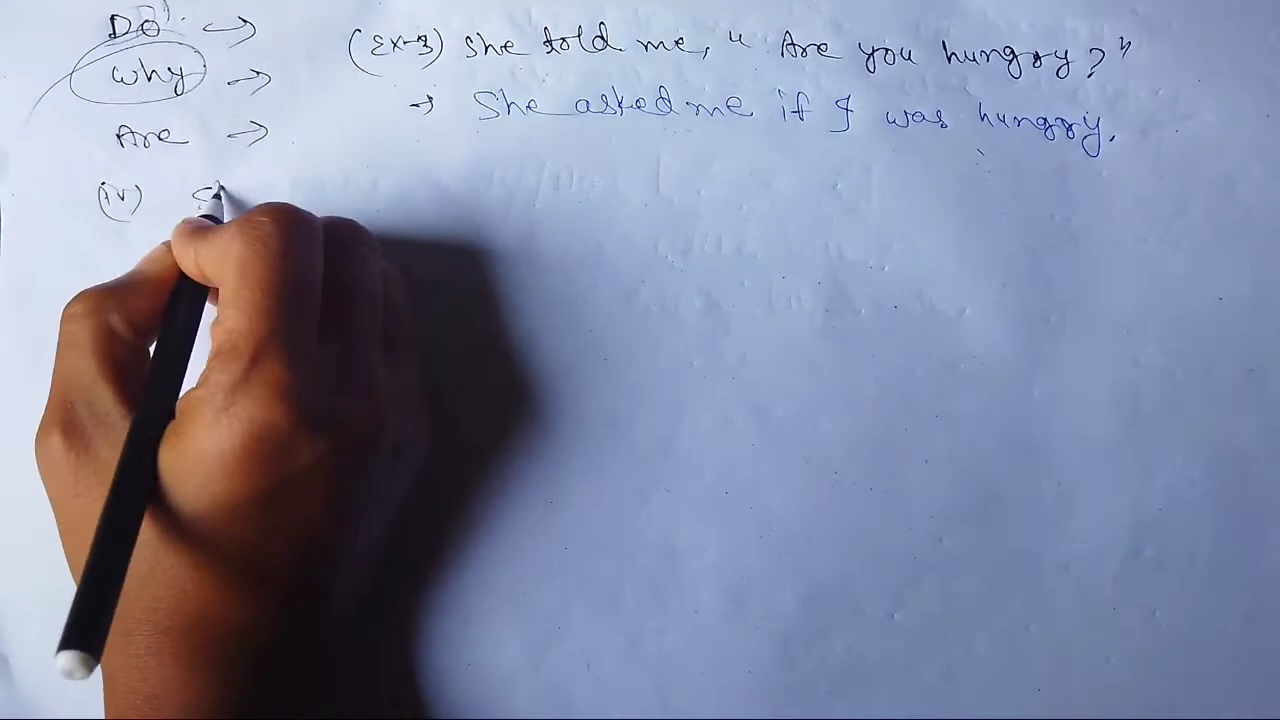 Do →
(Ex-3) She told me, " Are you hungry? "
Why →
→ She asked me if I was hungry.
Are →
(iv)